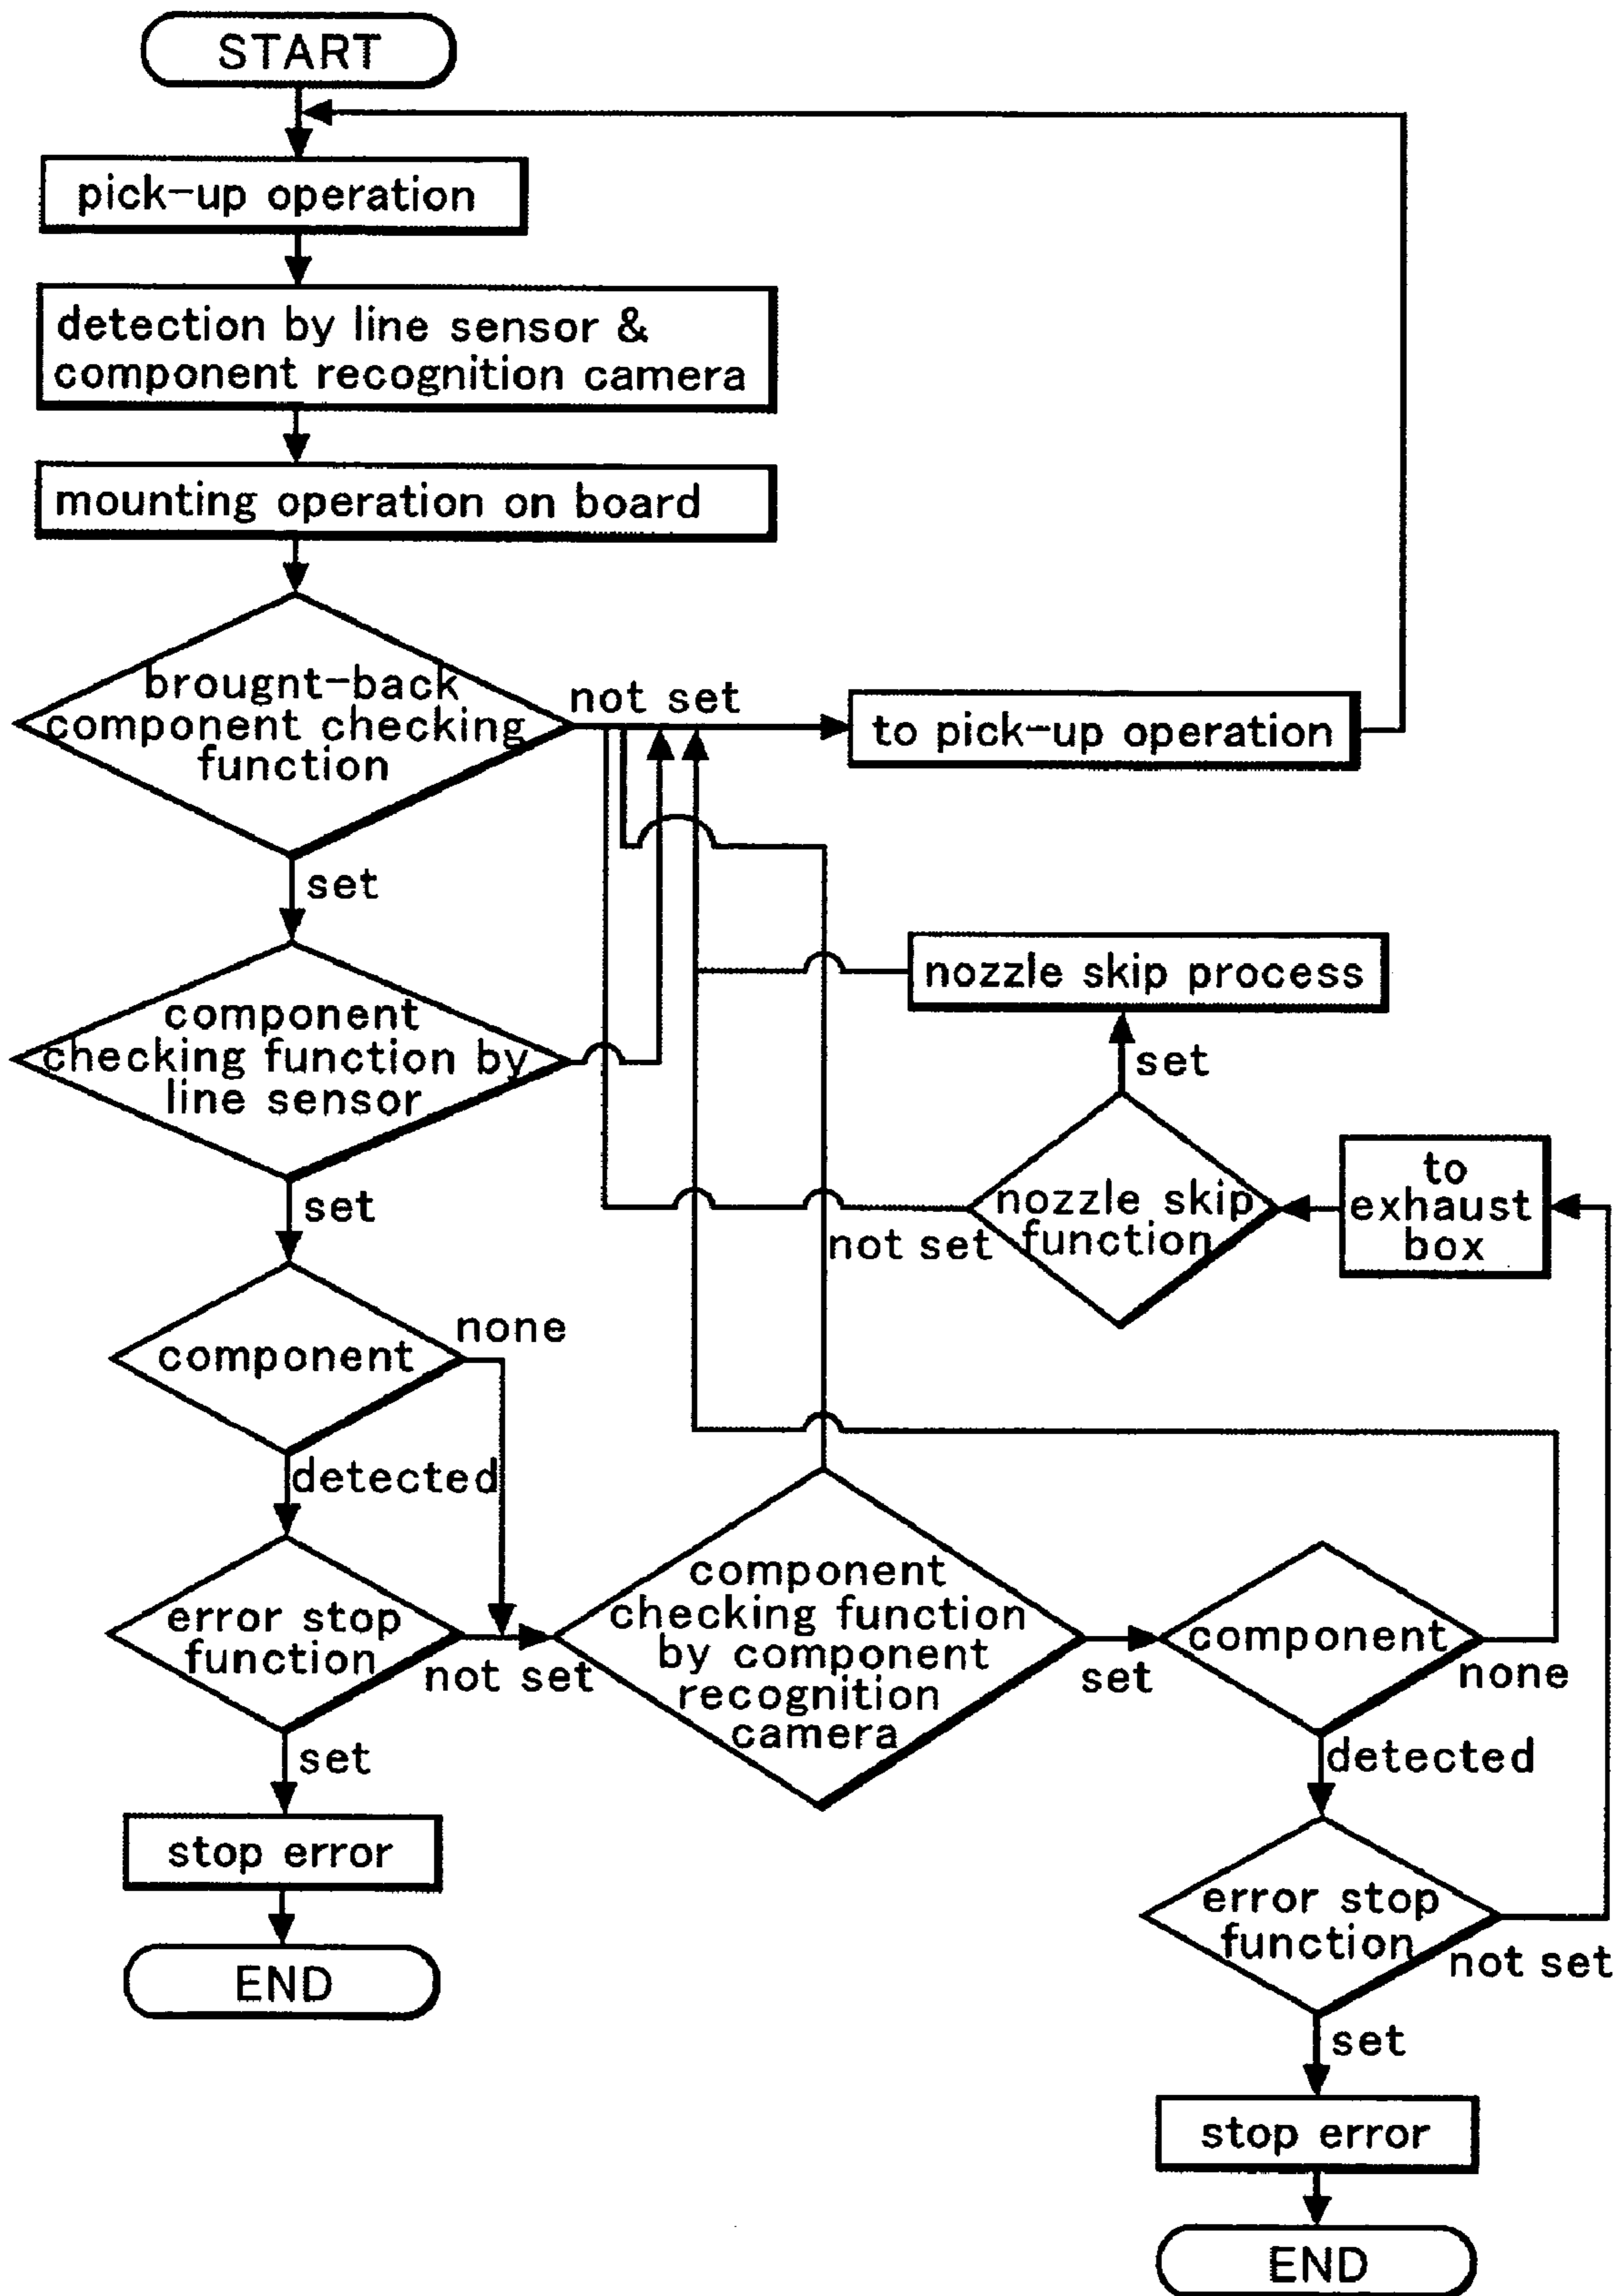 START
pick-up operation
detection by line sensor &
component recognition camera
mounting operation on board
brougnt-back
component checking
function
not set
to pick-up operation
set
component
checking function by
line sensor
set
nozzle skip process
set
nozzle skip
function
not set
to
exhaust
box
component
none
detected
error stop
function
not set
set
stop error
END
component
checking function
by component
recognition
camera
set
component
none
detected
error stop
function
not set
set
stop error
END